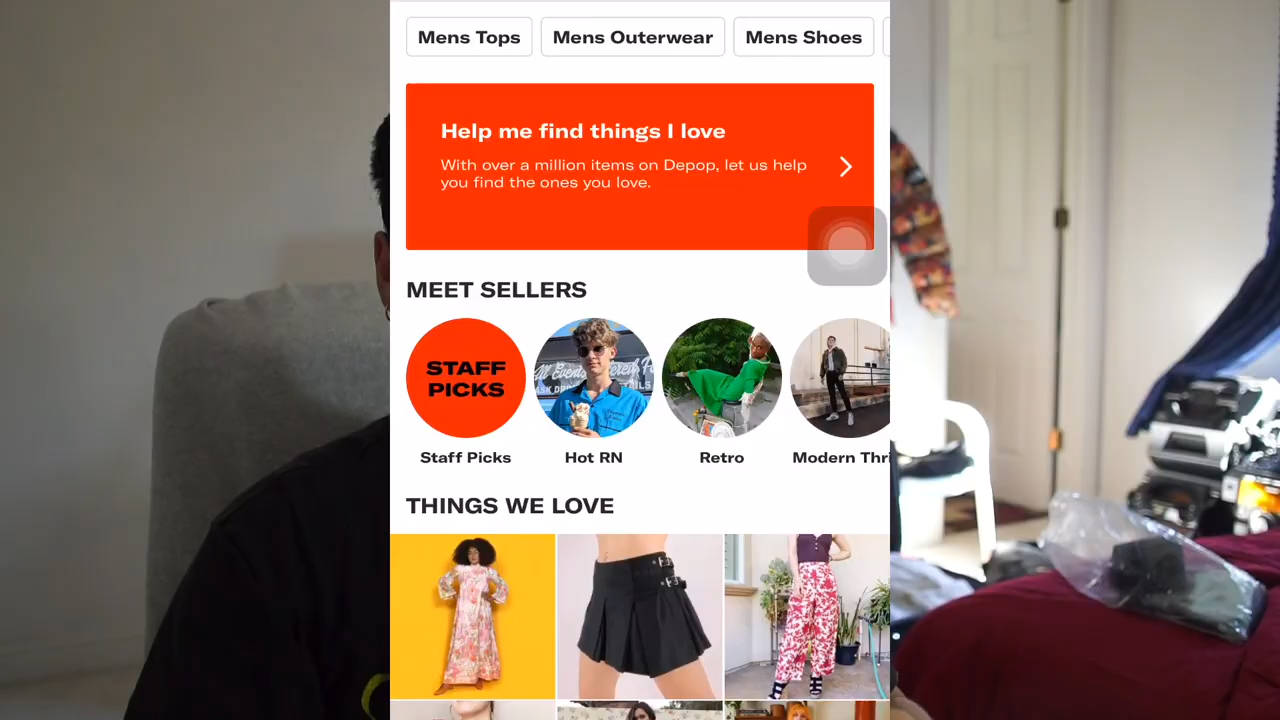 Mens Tops
Mens Outerwear
Mens Shoes
Help me find things I love
With over a million items on Depop, let us help
you find the ones you love.
MEET SELLERS
STAFF
PICKS
Staff Picks
Hot RN
Retro
Modern Thri
THINGS WE LOVE